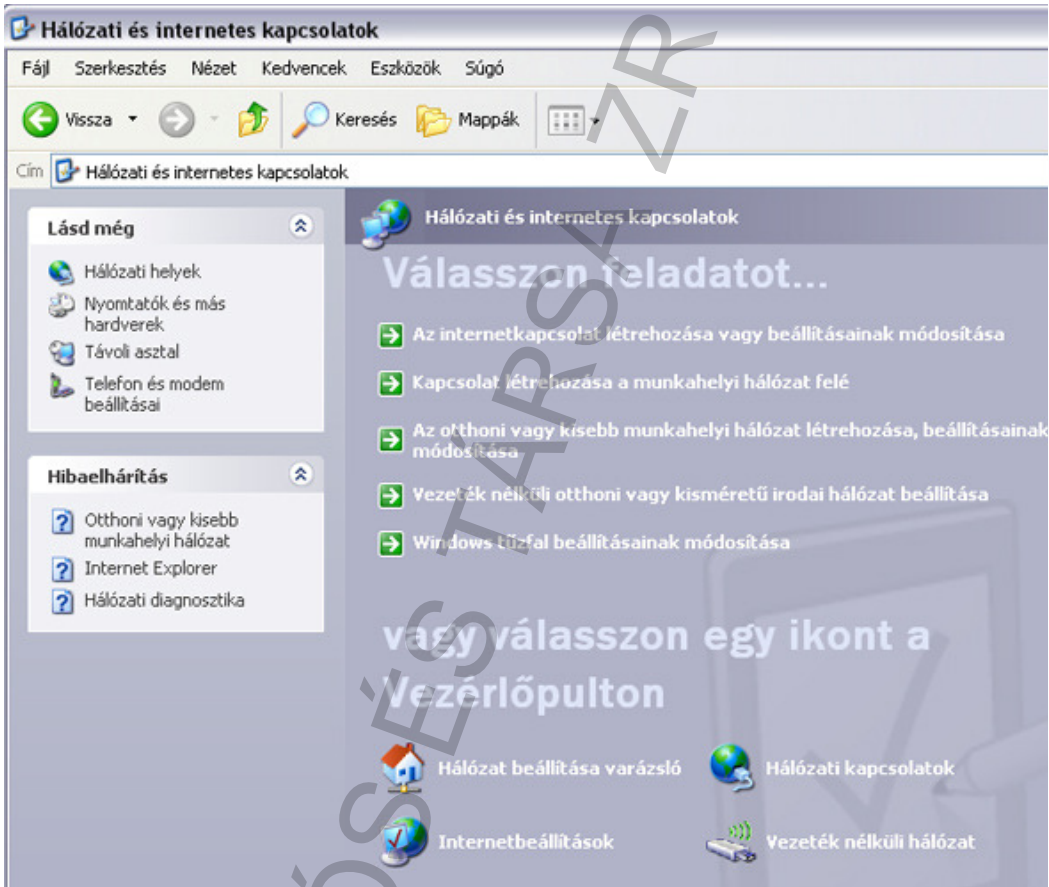 Hálózati és internetes kapcsolatok
Fájl Szerkesztés Nézet Kedvencek Eszközök Súgó
Vissza Keresés Mappák
Cím Hálózati és internetes kapcsolatok
Lásd még
Hálózati helyek
Nyomtatók és más
hardverek
Távoli asztal
Telefon és modem
beállításai
Hibaelhárítás
Otthoni vagy kisebb
munkahelyi hálózat
Internet Explorer
Hálózati diagnosztika
Hálózati és internetes kapcsolatok
Válasszon feladatot...
Az internetkapcsolat létrehozása vagy beállításainak módosítása
Kapcsolat létrehozása a munkahelyi hálózat felé
Az otthoni vagy kisebb munkahelyi hálózat létrehozása, beállításainak
módosítása
Vezeték nélküli otthoni vagy kisméretű irodai hálózat beállítása
Windows tűzfal beállításainak módosítása
vagy válasszon egy ikont a
Vezérlőpulton
Hálózat beállítása varázsló Hálózati kapcsolatok
Internetbeállítások Vezeték nélküli hálózat
ÓSÉS TÁRSA ZR